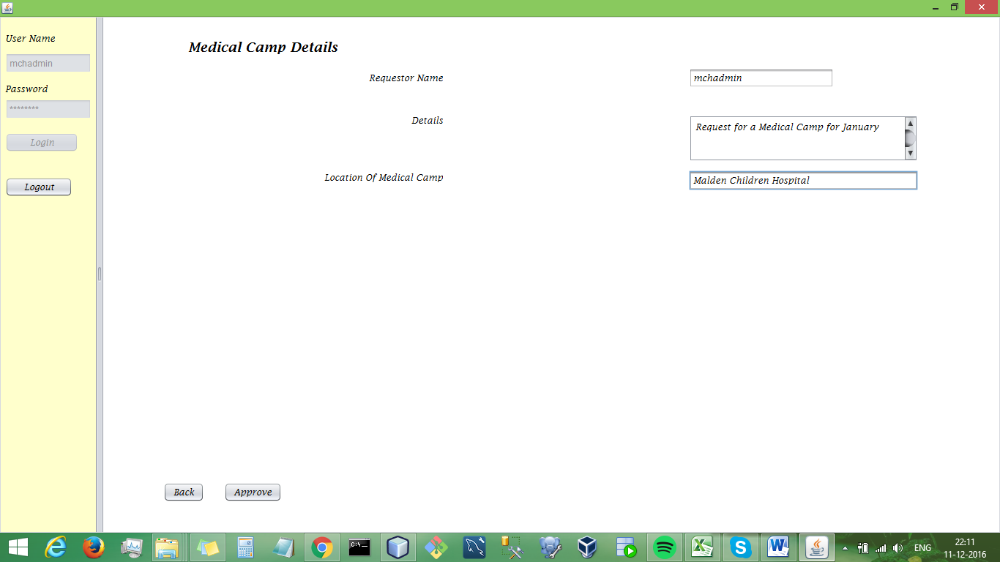 User Name
mchadmin
Password
********
Login
Logout
Medical Camp Details
Requestor Name
mchadmin
Details
Request for a Medical Camp for January
Location Of Medical Camp
Malden Children Hospital
Back
Approve
ENG
22:11
11-12-2016